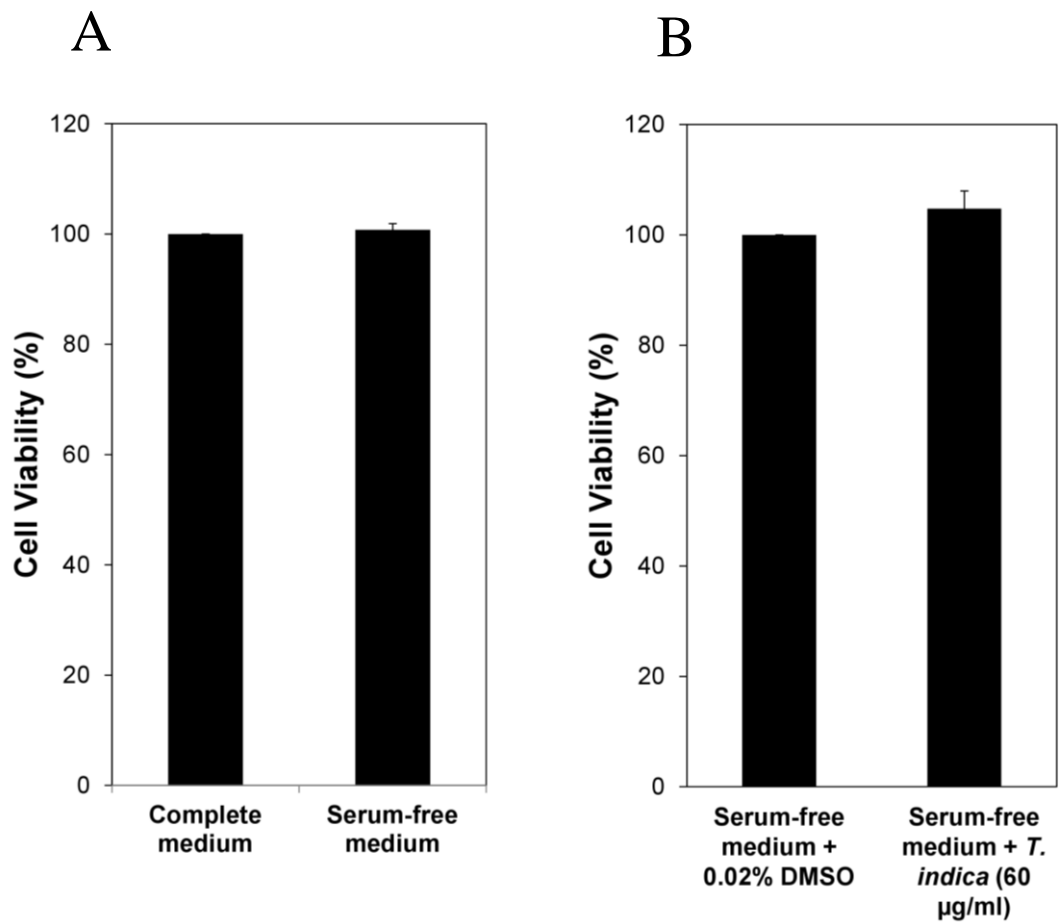 A
120
100
80
60
40
20
0
Cell Viability (%)
Complete
medium
Serum-free
medium
B
120
100
80
60
40
20
0
Cell Viability (%)
Serum-free
medium +
0.02% DMSO
Serum-free
medium + T.
indica (60
µg/ml)